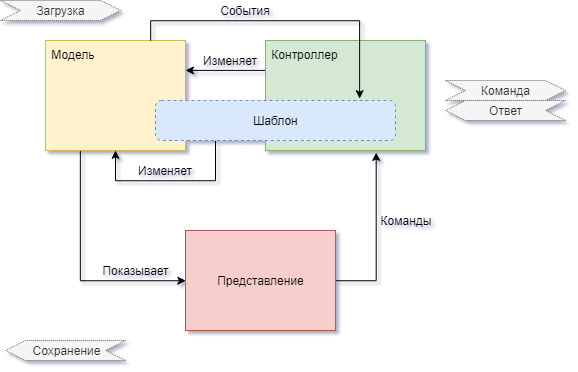 Загрузка
События
Модель
Изменяет
Контроллер
Команда
Ответ
Шаблон
Изменяет
Команды
Показывает
Представление
Сохранение